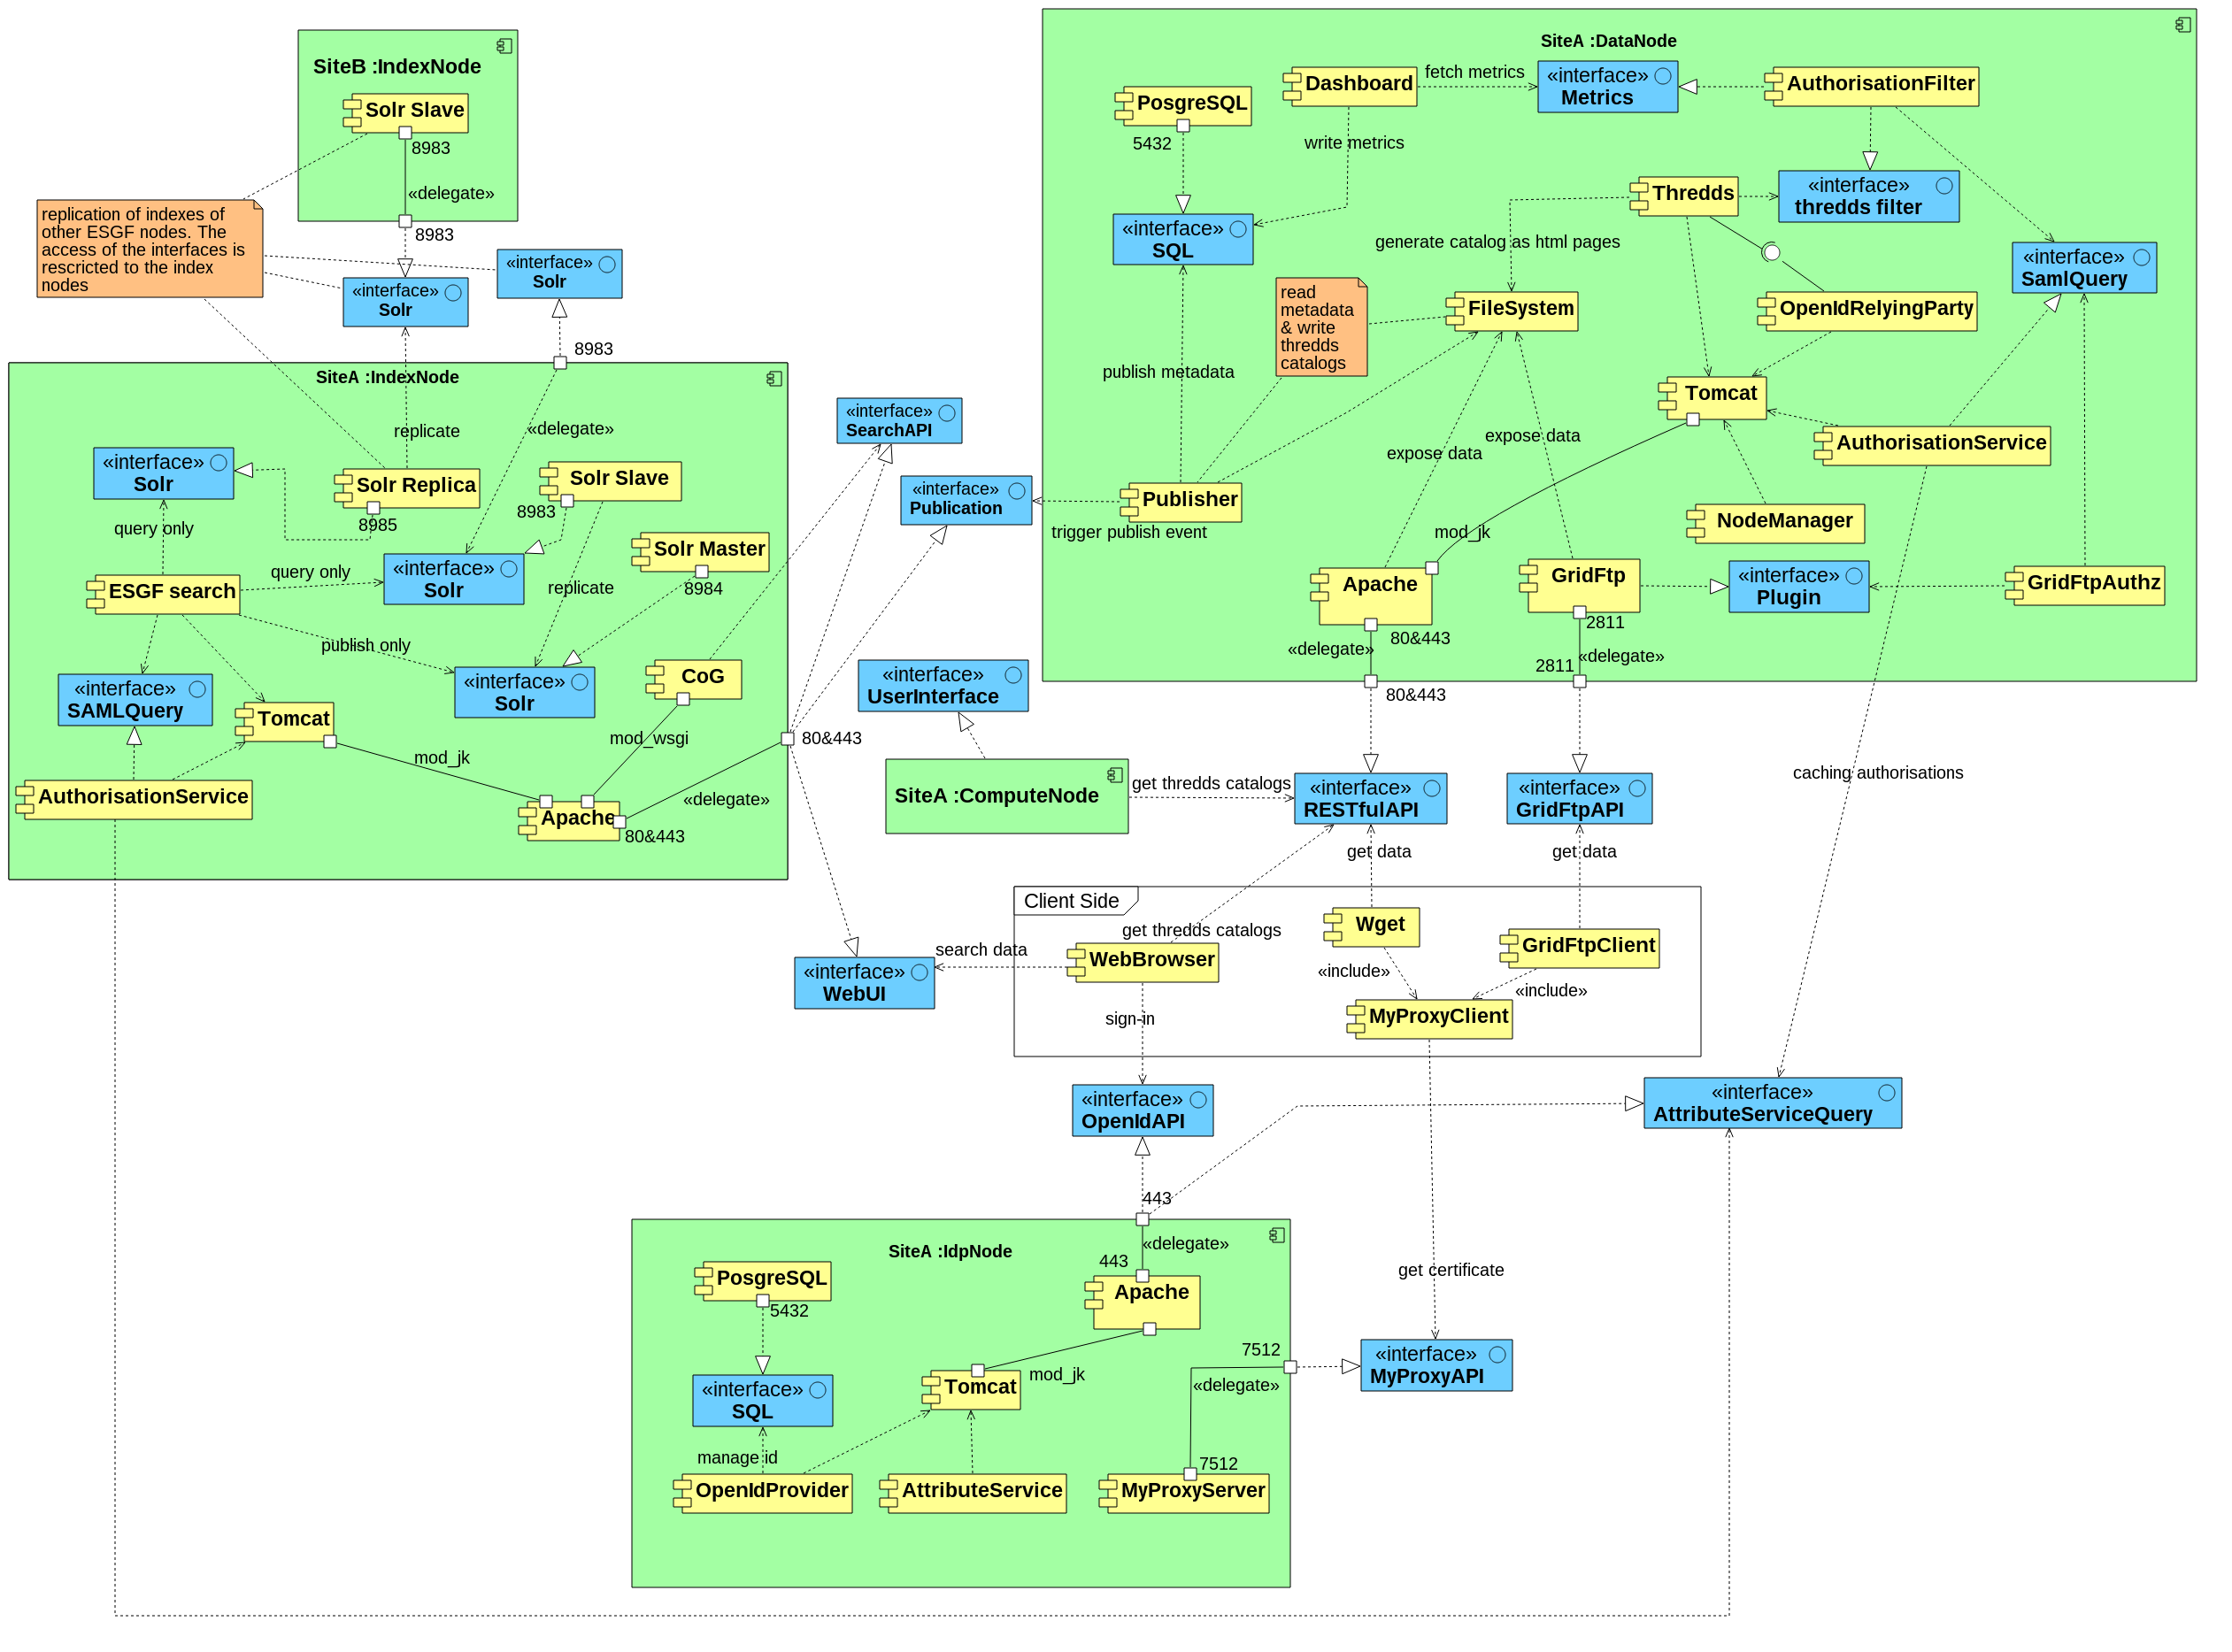 SiteB :IndexNode
Solr Slave
8983
«delegate»
8983
replication of indexes of
other ESGF nodes. The
access of the interfaces is
rescricted to the index
nodes
«interface»
Solr
«interface»
Solr
8983
SiteA :IndexNode
replicate
«delegate»
«interface»
Solr
Solr Replica
8985
Solr Slave
8983
query only
Solr Master
8984
ESGF search
query only
«interface»
Solr
replicate
publish only
«interface»
SAMLQuery
Tomcat
«interface»
Solr
CoG
mod_wsgi
mod_jk
80&443
«delegate»
AuthorisationService
Apache
80&443
«interface»
SearchAPI
«interface»
Publication
«interface»
UserInterface
SiteA :ComputeNode
get thredds catalogs
SiteA :DataNode
PosgreSQL
5432
Dashboard
fetch metrics
«interface»
Metrics
AuthorisationFilter
write metrics
Thredds
«interface»
thredds filter
«interface»
SQL
generate catalog as html pages
«interface»
SamlQuery
read
metadata
& write
thredds
catalogs
FileSystem
OpenIdRelyingParty
publish metadata
Tomcat
expose data
expose data
AuthorisationService
Publisher
trigger publish event
mod_jk
NodeManager
Apache
80&443
«delegate»
GridFtp
2811
«delegate»
2811
«interface»
Plugin
GridFtpAuthz
80&443
«interface»
RESTfulAPI
«interface»
GridFtpAPI
caching authorisations
get data
get data
Client Side
get thredds catalogs
Wget
GridFtpClient
WebBrowser
search data
«interface»
WebUI
«include»
«include»
MyProxyClient
sign-in
«interface»
OpenIdAPI
«interface»
AttributeServiceQuery
443
SiteA :IdpNode
«delegate»
443
PosgreSQL
5432
Apache
get certificate
«interface»
SQL
Tomcat
mod_jk
7512
«delegate»
«interface»
MyProxyAPI
manage id
7512
OpenIdProvider
AttributeService
MyProxyServer